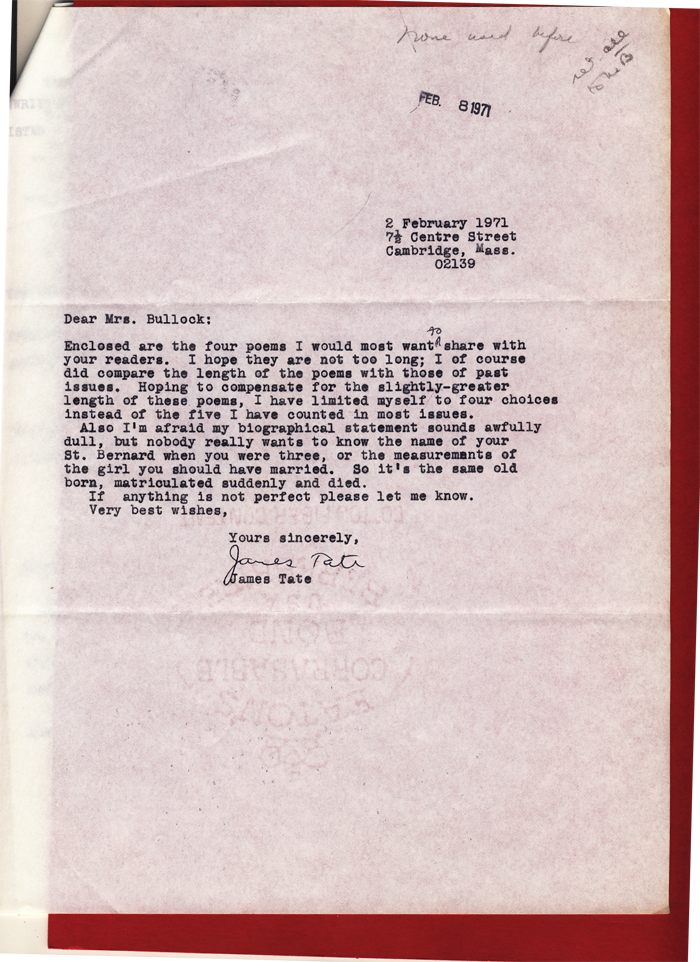 None used before
ret. all
to Mrs B
FEB. 8 1971
2 February 1971
7½ Centre Street
Cambridge, Mass.
02139
Dear Mrs. Bullock:
Enclosed are the four poems I would most want to share with
your readers. I hope they are not too long; I of course
did compare the length of the poems with those of past
issues. Hoping to compensate for the slightly-greater
length of these poems, I have limited myself to four choices
instead of the five I have counted in most issues.
Also I'm afraid my biographical statement sounds awfully
dull, but nobody really wants to know the name of your
St. Bernard when you were three, or the measuremants of
the girl you should have married. So it's the same old
born, matriculated suddenly and died.
If anything is not perfect please let me know.
Very best wishes,
Yours sincerely,
James Tate
James Tate
BOND
CORRASABLE
EATON'S